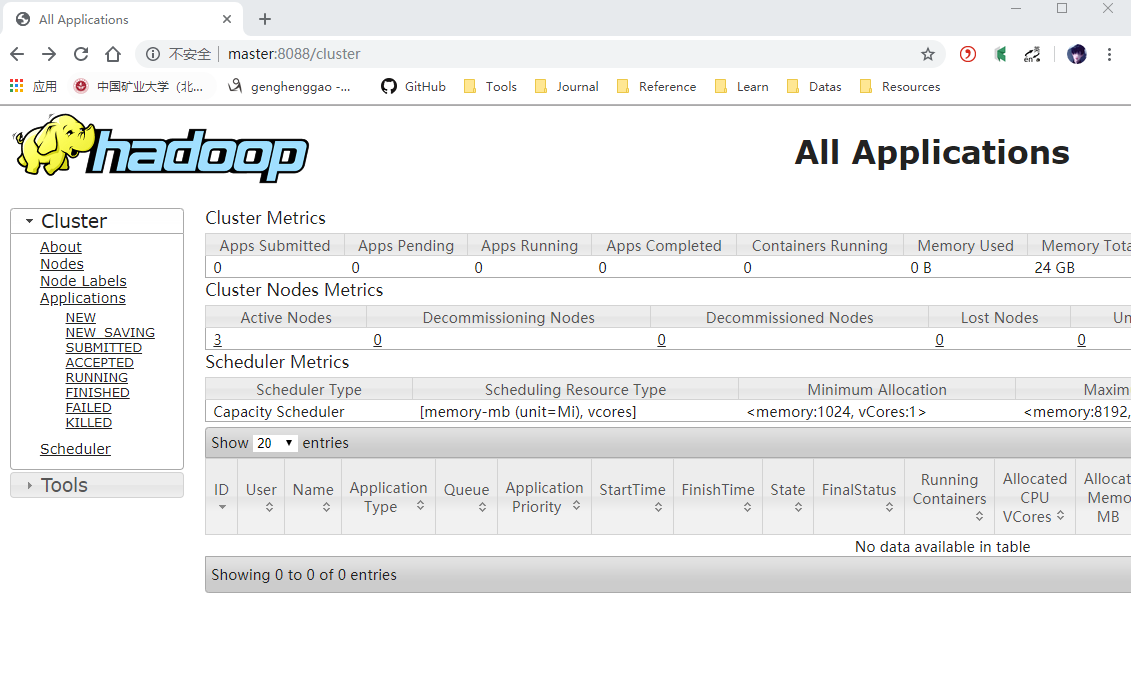 All Applications
不安全 master:8088/cluster
en
应用 中国矿业大学（北... genghenggao -... GitHub Tools Journal Reference Learn Datas Resources
hadoop
All Applications
Cluster
About
Nodes
Node Labels
Applications
NEW
NEW_SAVING
SUBMITTED
ACCEPTED
RUNNING
FINISHED
FAILED
KILLED
Scheduler
Tools
Cluster Metrics
Apps Submitted Apps Pending Apps Running Apps Completed Containers Running Memory Used Memory Tota
0 0 0 0 0 0 B 24 GB
Cluster Nodes Metrics
Active Nodes Decommissioning Nodes Decommissioned Nodes Lost Nodes Un
3 0 0 0 0
Scheduler Metrics
Scheduler Type Scheduling Resource Type Minimum Allocation Maxim
Capacity Scheduler [memory-mb (unit=Mi), vcores] <memory:1024, vCores:1> <memory:8192,
Show 20 entries
ID User Name Application Type Queue Application Priority StartTime FinishTime State FinalStatus Running Containers Allocated CPU VCores Allocat Memo MB
No data available in table
Showing 0 to 0 of 0 entries